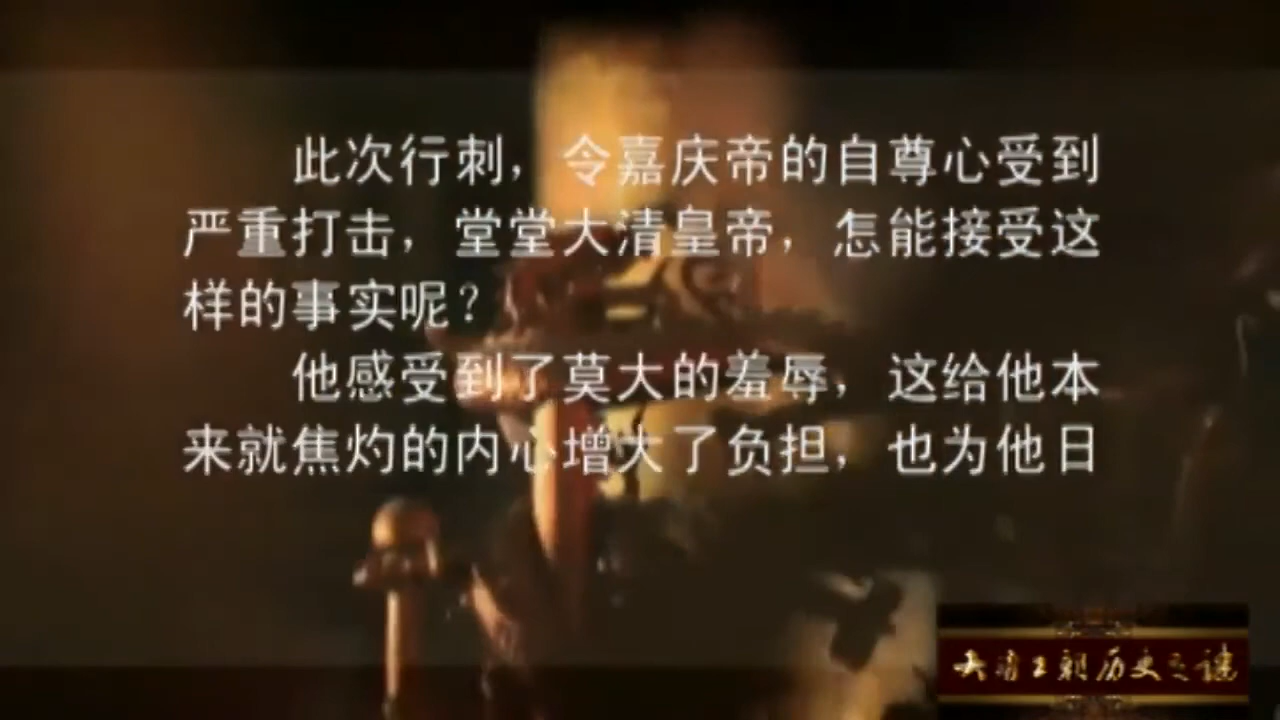 此次行刺，令嘉庆帝的自尊心受到
严重打击，堂堂大清皇帝，怎能接受这
样的事实呢？
他感受到了莫大的羞辱，这给他本
来就焦灼的内心增大了负担，也为他日
大清王朝历史之谜